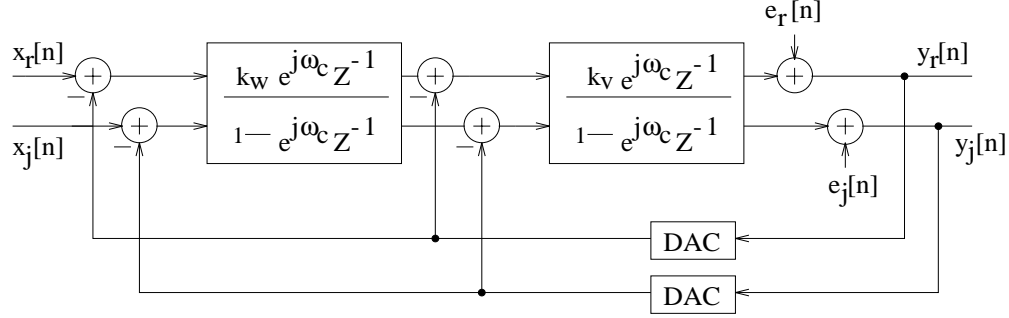 e_r[n]
x_r[n]
y_r[n]
k_w e^{jω_c} Z^{-1}
1 — e^{jω_c} Z^{-1}
k_v e^{jω_c} Z^{-1}
1 — e^{jω_c} Z^{-1}
x_j[n]
y_j[n]
e_j[n]
DAC
DAC